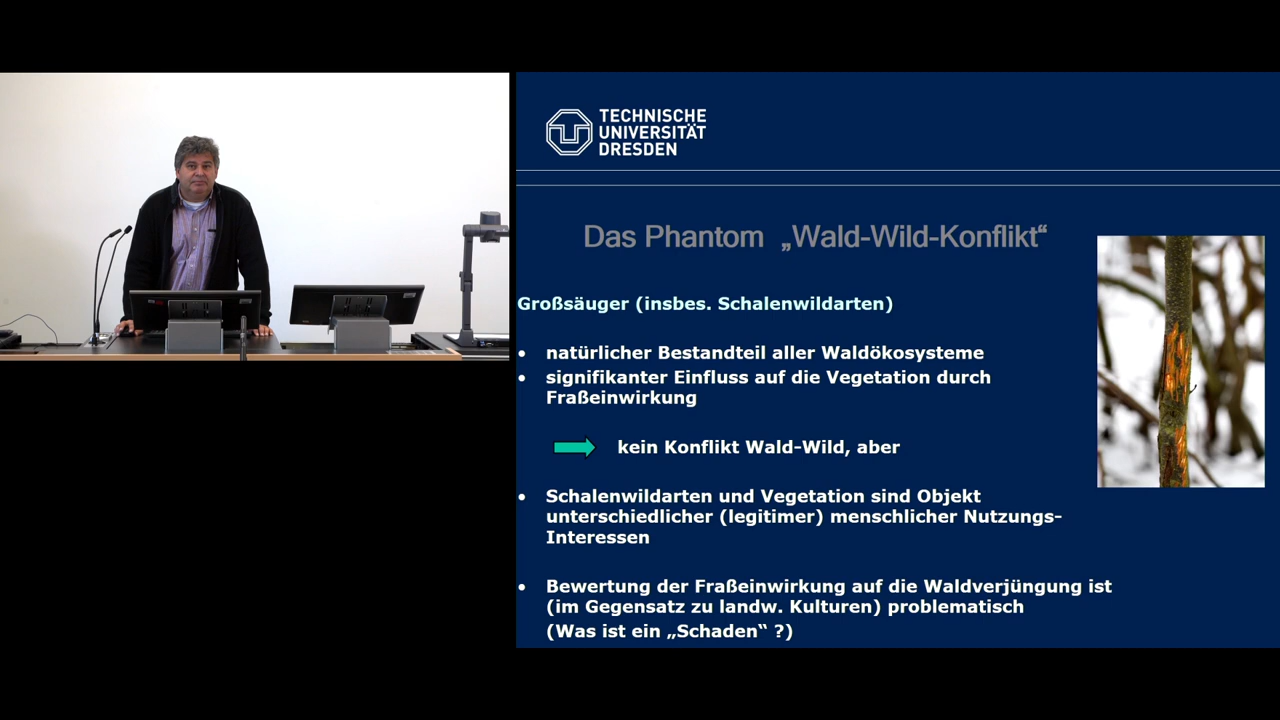 TECHNISCHE
UNIVERSITÄT
DRESDEN
Das Phantom „Wald-Wild-Konflikt“
Großsäuger (insbes. Schalenwildarten)
• natürlicher Bestandteil aller Waldökosysteme
• signifikanter Einfluss auf die Vegetation durch
Fraßeinwirkung
kein Konflikt Wald-Wild, aber
• Schalenwildarten und Vegetation sind Objekt
unterschiedlicher (legitimer) menschlicher Nutzungs-
Interessen
• Bewertung der Fraßeinwirkung auf die Waldverjüngung ist
(im Gegensatz zu landw. Kulturen) problematisch
(Was ist ein „Schaden“ ?)